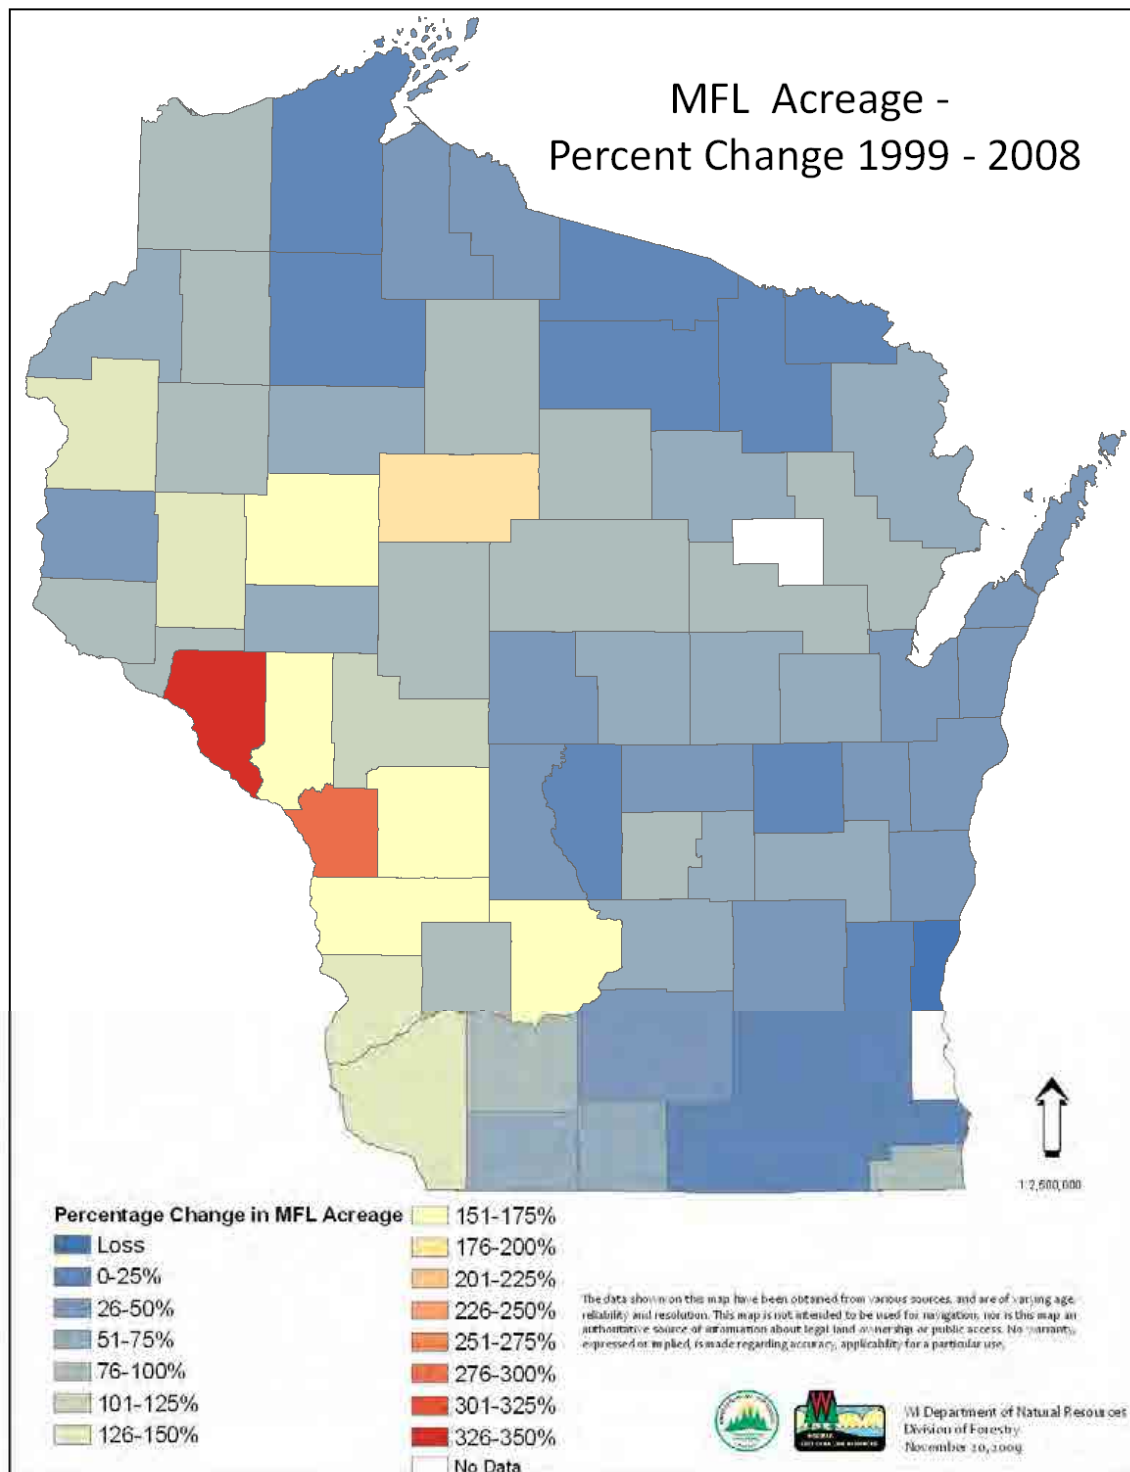 MFL Acreage -
Percent Change 1999 - 2008
1:2,500,000
Percentage Change in MFL Acreage
Loss
0-25%
26-50%
51-75%
76-100%
101-125%
126-150%
151-175%
176-200%
201-225%
226-250%
251-275%
276-300%
301-325%
326-350%
No Data
The data shown on this map have been obtained from various sources, and are of varying age,
reliability and resolution. This map is not intended to be used for navigation, nor is this map an
authoritative source of information about legal land ownership or public access. No warranty,
expressed or implied, is made regarding accuracy, applicability for a particular use.
W
WI Department of Natural Resources
Division of Forestry
November 20, 2009